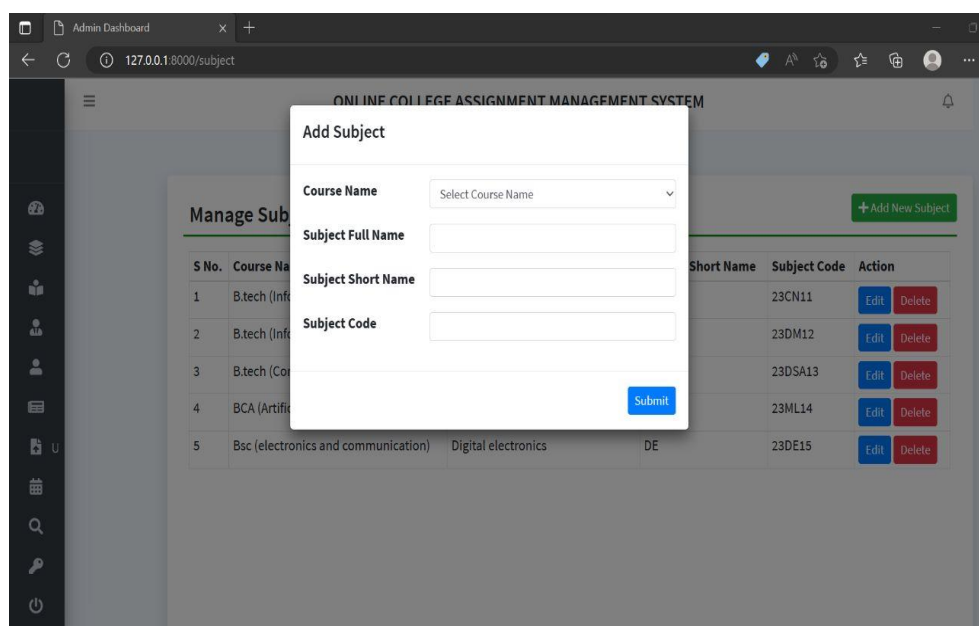 Admin Dashboard
127.0.0.1:8000/subject
ONLINE COLLEGE ASSIGNMENT MANAGEMENT SYSTEM
Add Subject
Course Name Select Course Name
Subject Full Name
Subject Short Name
Subject Code
Submit
Manage Sub
+ Add New Subject
S No. Course Na Short Name Subject Code Action
1 B.tech (Info 23CN11 Edit Delete
2 B.tech (Info 23DM12 Edit Delete
3 B.tech (Con 23DSA13 Edit Delete
4 BCA (Artific 23ML14 Edit Delete
5 Bsc (electronics and communication) Digital electronics DE 23DE15 Edit Delete
U